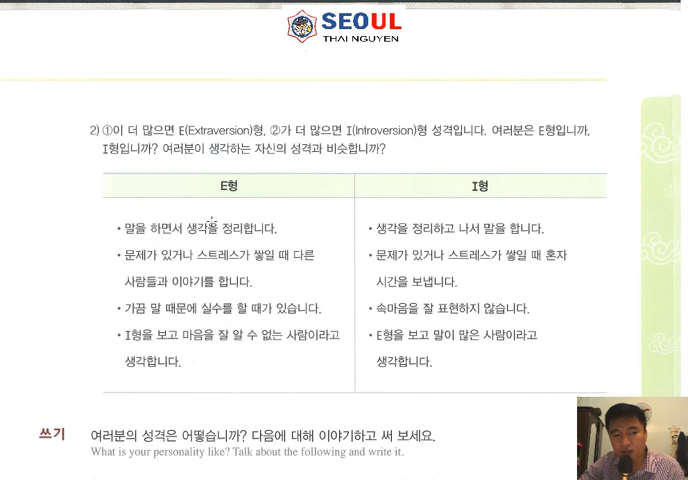 SEOUL
THAI NGUYEN
2) ①이 더 많으면 E(Extraversion)형, ②가 더 많으면 I(Introversion)형 성격입니다. 여러분은 E형입니까,
I형입니까? 여러분이 생각하는 자신의 성격과 비슷합니까?
E형
• 말을 하면서 생각을 정리합니다.
• 문제가 있거나 스트레스가 쌓일 때 다른
사람들과 이야기를 합니다.
• 가끔 말 때문에 실수를 할 때가 있습니다.
• I형을 보고 마음을 잘 알 수 없는 사람이라고
생각합니다.
I형
• 생각을 정리하고 나서 말을 합니다.
• 문제가 있거나 스트레스가 쌓일 때 혼자
시간을 보냅니다.
• 속마음을 잘 표현하지 않습니다.
• E형을 보고 말이 많은 사람이라고
생각합니다.
쓰기 여러분의 성격은 어떻습니까? 다음에 대해 이야기하고 써 보세요.
What is your personality like? Talk about the following and write it.